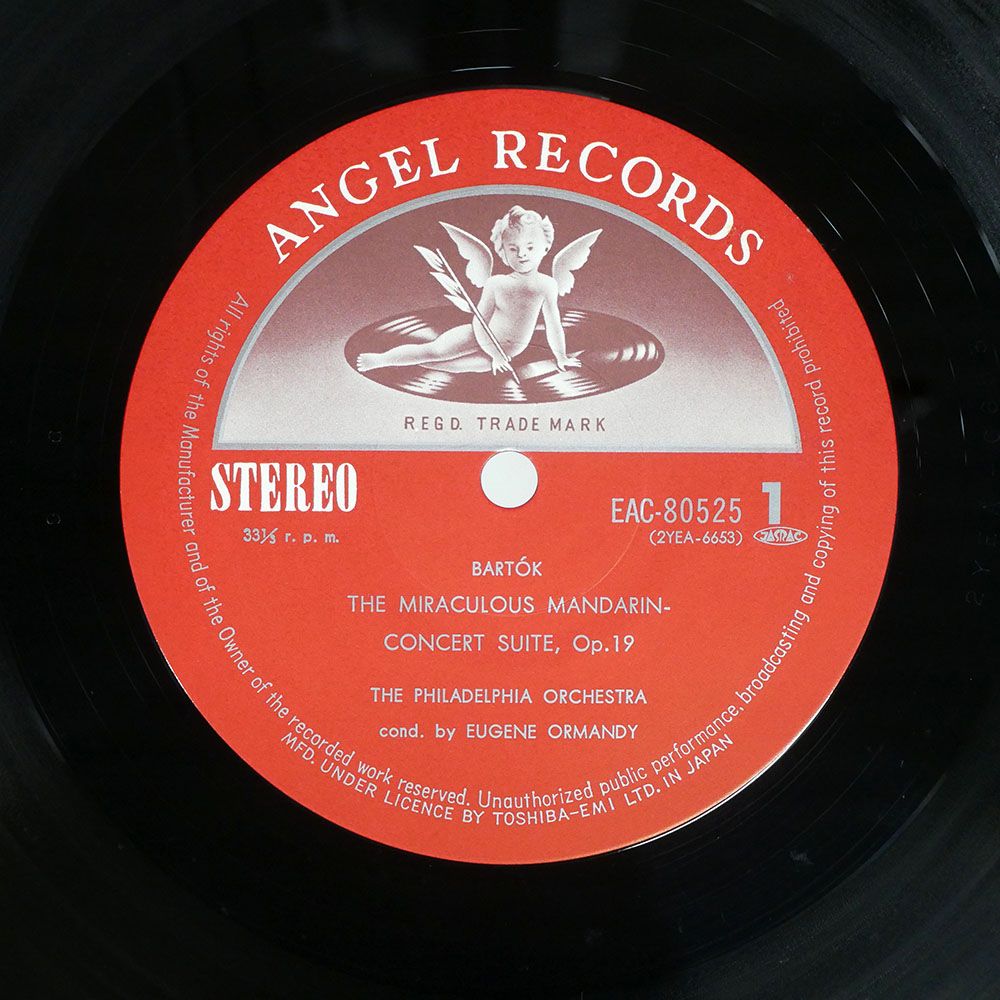 ANGEL RECORDS
REGD. TRADE MARK
STEREO
33⅓ r. p. m.
EAC-80525 1
(2YEA-6653) JASRAC
BARTÓK
THE MIRACULOUS MANDARIN-
CONCERT SUITE, Op.19
THE PHILADELPHIA ORCHESTRA
cond. by EUGENE ORMANDY
All rights of the Manufacturer and of the Owner of the recorded work reserved. Unauthorized public performance, broadcasting and copying of this record prohibited
MFD. UNDER LICENCE BY TOSHIBA-EMI LTD. IN JAPAN